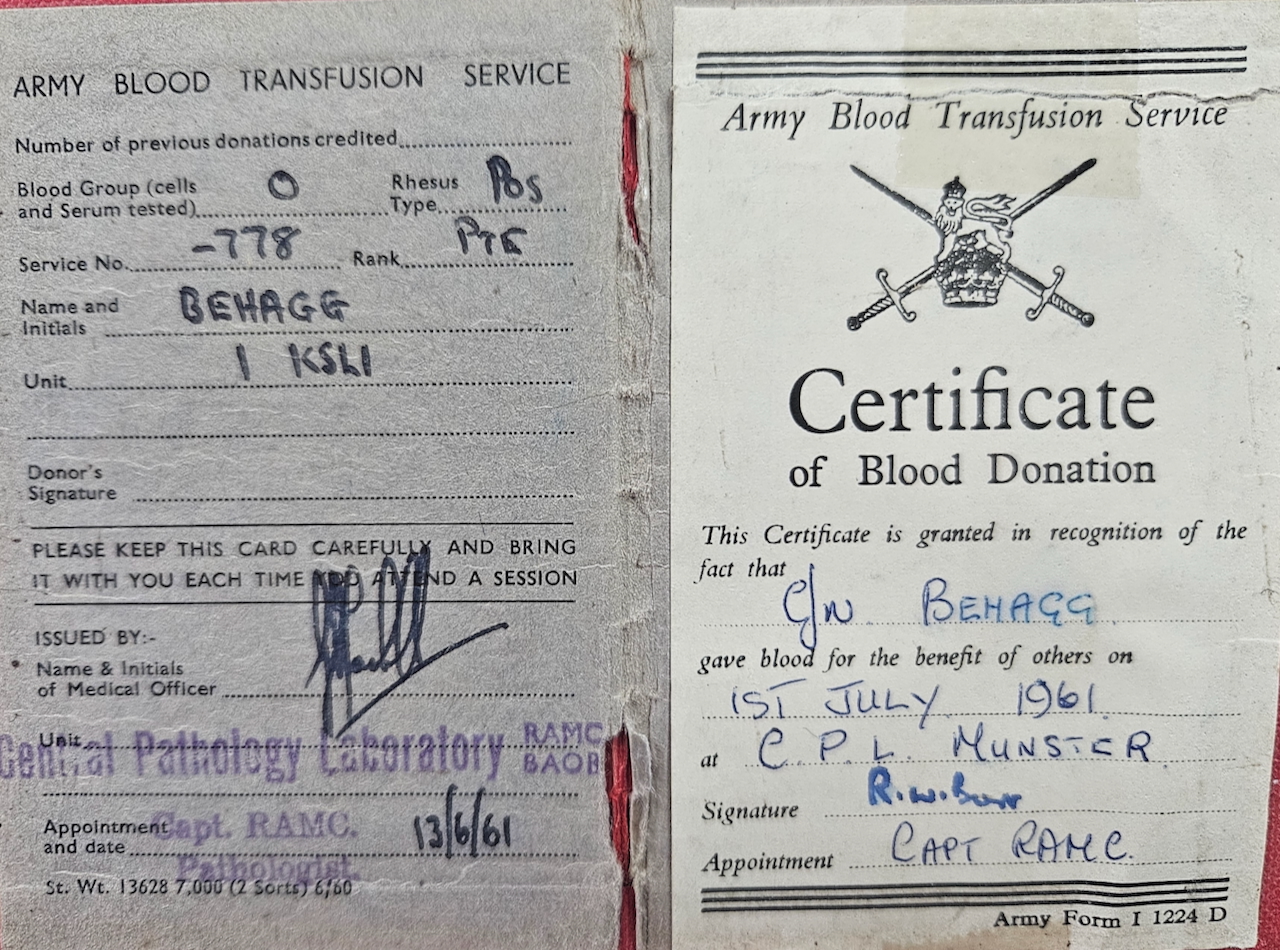 ARMY BLOOD TRANSFUSION SERVICE
Number of previous donations credited
Blood Group (cells and Serum tested) O Rhesus Type Pos
Service No. -778 Rank PTE
Name and Initials BEHAGG
Unit 1 KSLI
Donor's Signature
PLEASE KEEP THIS CARD CAREFULLY AND BRING
IT WITH YOU EACH TIME YOU ATTEND A SESSION
ISSUED BY:-
Name & Initials
of Medical Officer
Unit
Central Pathology Laboratory RAMC BAOR
Capt. RAMC.
Appointment and date 13/6/61
Pathologist.
St. Wt. 13628 7,000 (2 Sorts) 6/60
Army Blood Transfusion Service
Certificate
of Blood Donation
This Certificate is granted in recognition of the
fact that
BEHAGG
gave blood for the benefit of others on
1ST JULY 1961.
at C. P. L. MUNSTER
Signature R.W.
Appointment CAPT RAMC.
Army Form I 1224 D